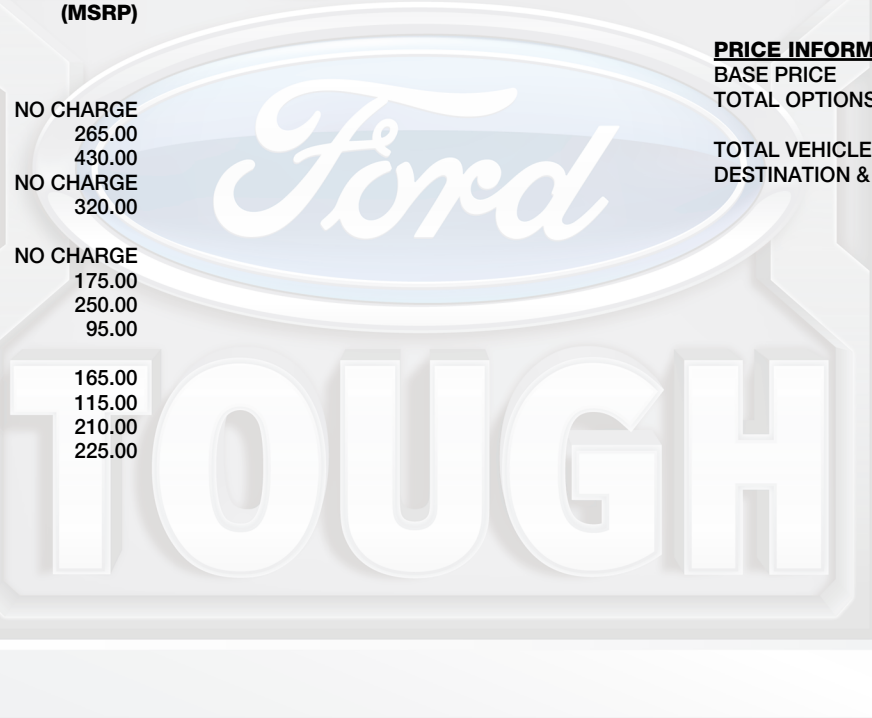 (MSRP)
NO CHARGE
265.00
430.00
NO CHARGE
320.00
NO CHARGE
175.00
250.00
95.00
165.00
115.00
210.00
225.00
PRICE INFORM
BASE PRICE
TOTAL OPTIONS
TOTAL VEHICLE
DESTINATION &
Ford
TOUGH